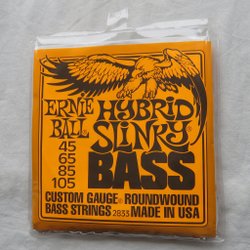 ERNIE BALL
HYBRID
SLINKY
BASS
45
65
85
105
CUSTOM GAUGE® ROUNDWOUND
BASS STRINGS 2833 MADE IN USA